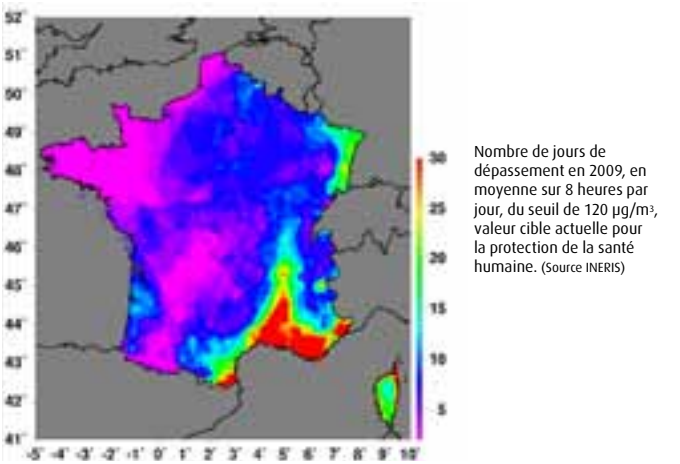 52°
51°
50°
49°
48°
47°
46°
45°
44°
43°
42°
41°
-5° -4° -3° -2° -1° 0° 1° 2° 3° 4° 5° 6° 7° 8° 9° 10°
30
25
20
15
10
5
Nombre de jours de
dépassement en 2009, en
moyenne sur 8 heures par
jour, du seuil de 120 µg/m³,
valeur cible actuelle pour
la protection de la santé
humaine. (Source INERIS)